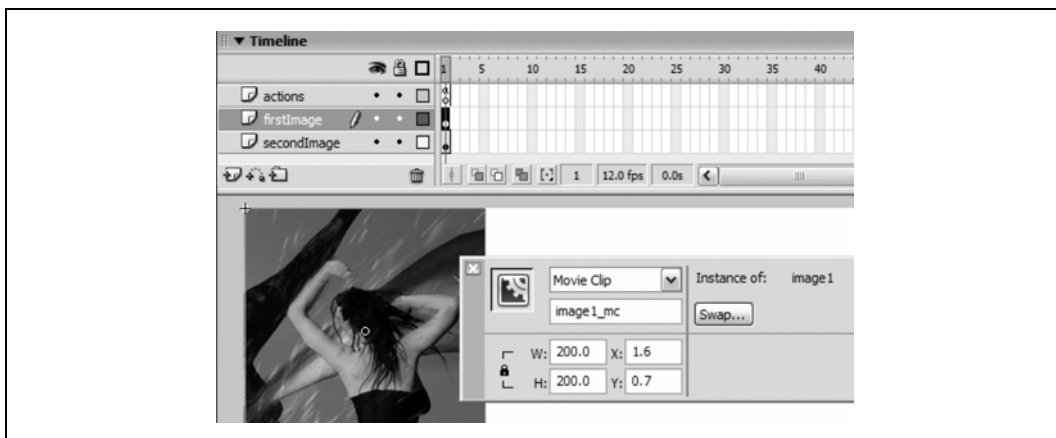 Timeline
1 5 10 15 20 25 30 35 40
actions
firstImage
secondImage
1 12.0 fps 0.0s
Movie Clip Instance of: image1
image1_mc Swap...
W: 200.0 X: 1.6
H: 200.0 Y: 0.7